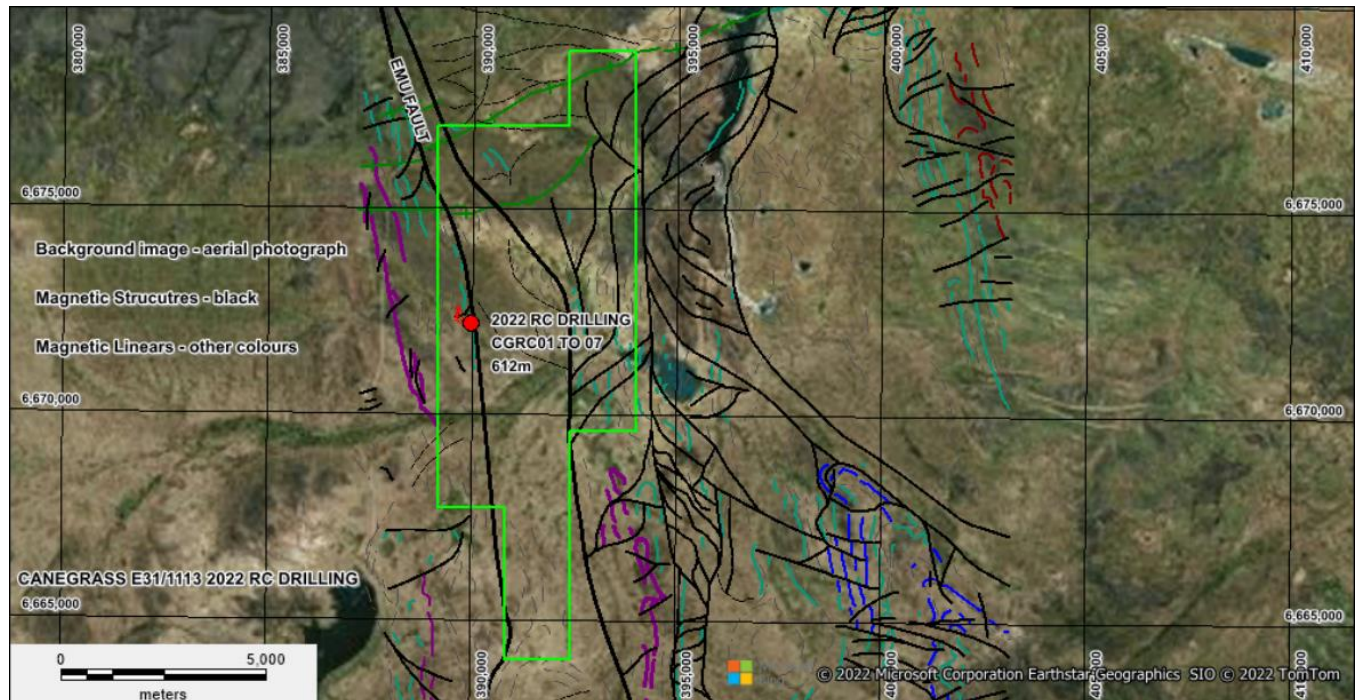 380,000
385,000
390,000
395,000
400,000
405,000
410,000
EMU FAULT
6,675,000
6,675,000
Background image - aerial photograph
Magnetic Strucutres - black
Magnetic Linears - other colours
2022 RC DRILLING
CGRC01 TO 07
612m
6,670,000
6,670,000
CANEGRASS E31/1113 2022 RC DRILLING
6,665,000
6,665,000
0 5,000
meters
390,000
395,000
© 2022 Microsoft Corporation Earthstar Geographics SIO © 2022 TomTom